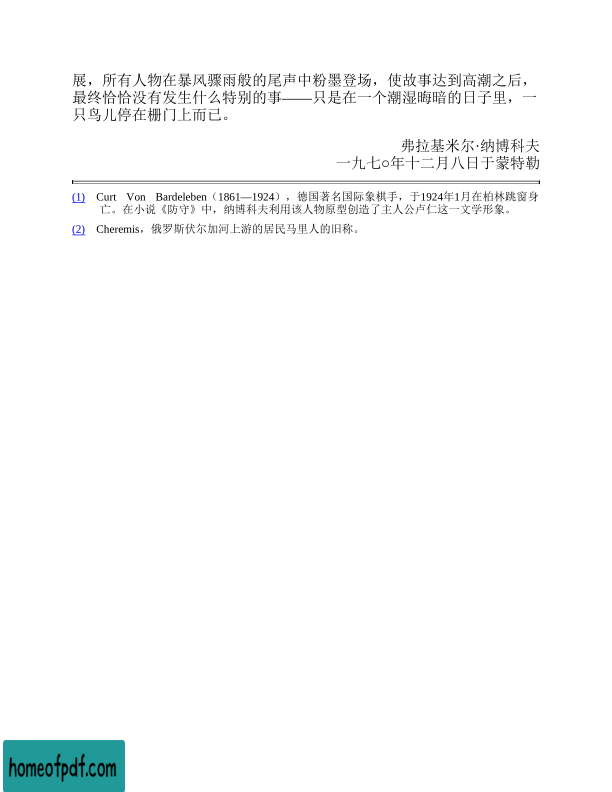 展，所有人物在暴风骤雨般的尾声中粉墨登场，使故事达到高潮之后，
最终恰恰没有发生什么特别的事——只是在一个潮湿晦暗的日子里，一
只鸟儿停在栅门上而已。
弗拉基米尔·纳博科夫
一九七○年十二月八日于蒙特勒
(1) Curt Von Bardeleben（1861—1924），德国著名国际象棋手，于1924年1月在柏林跳窗身
亡。在小说《防守》中，纳博科夫利用该人物原型创造了主人公卢仁这一文学形象。
(2) Cheremis，俄罗斯伏尔加河上游的居民马里人的旧称。
homeofpdf.com